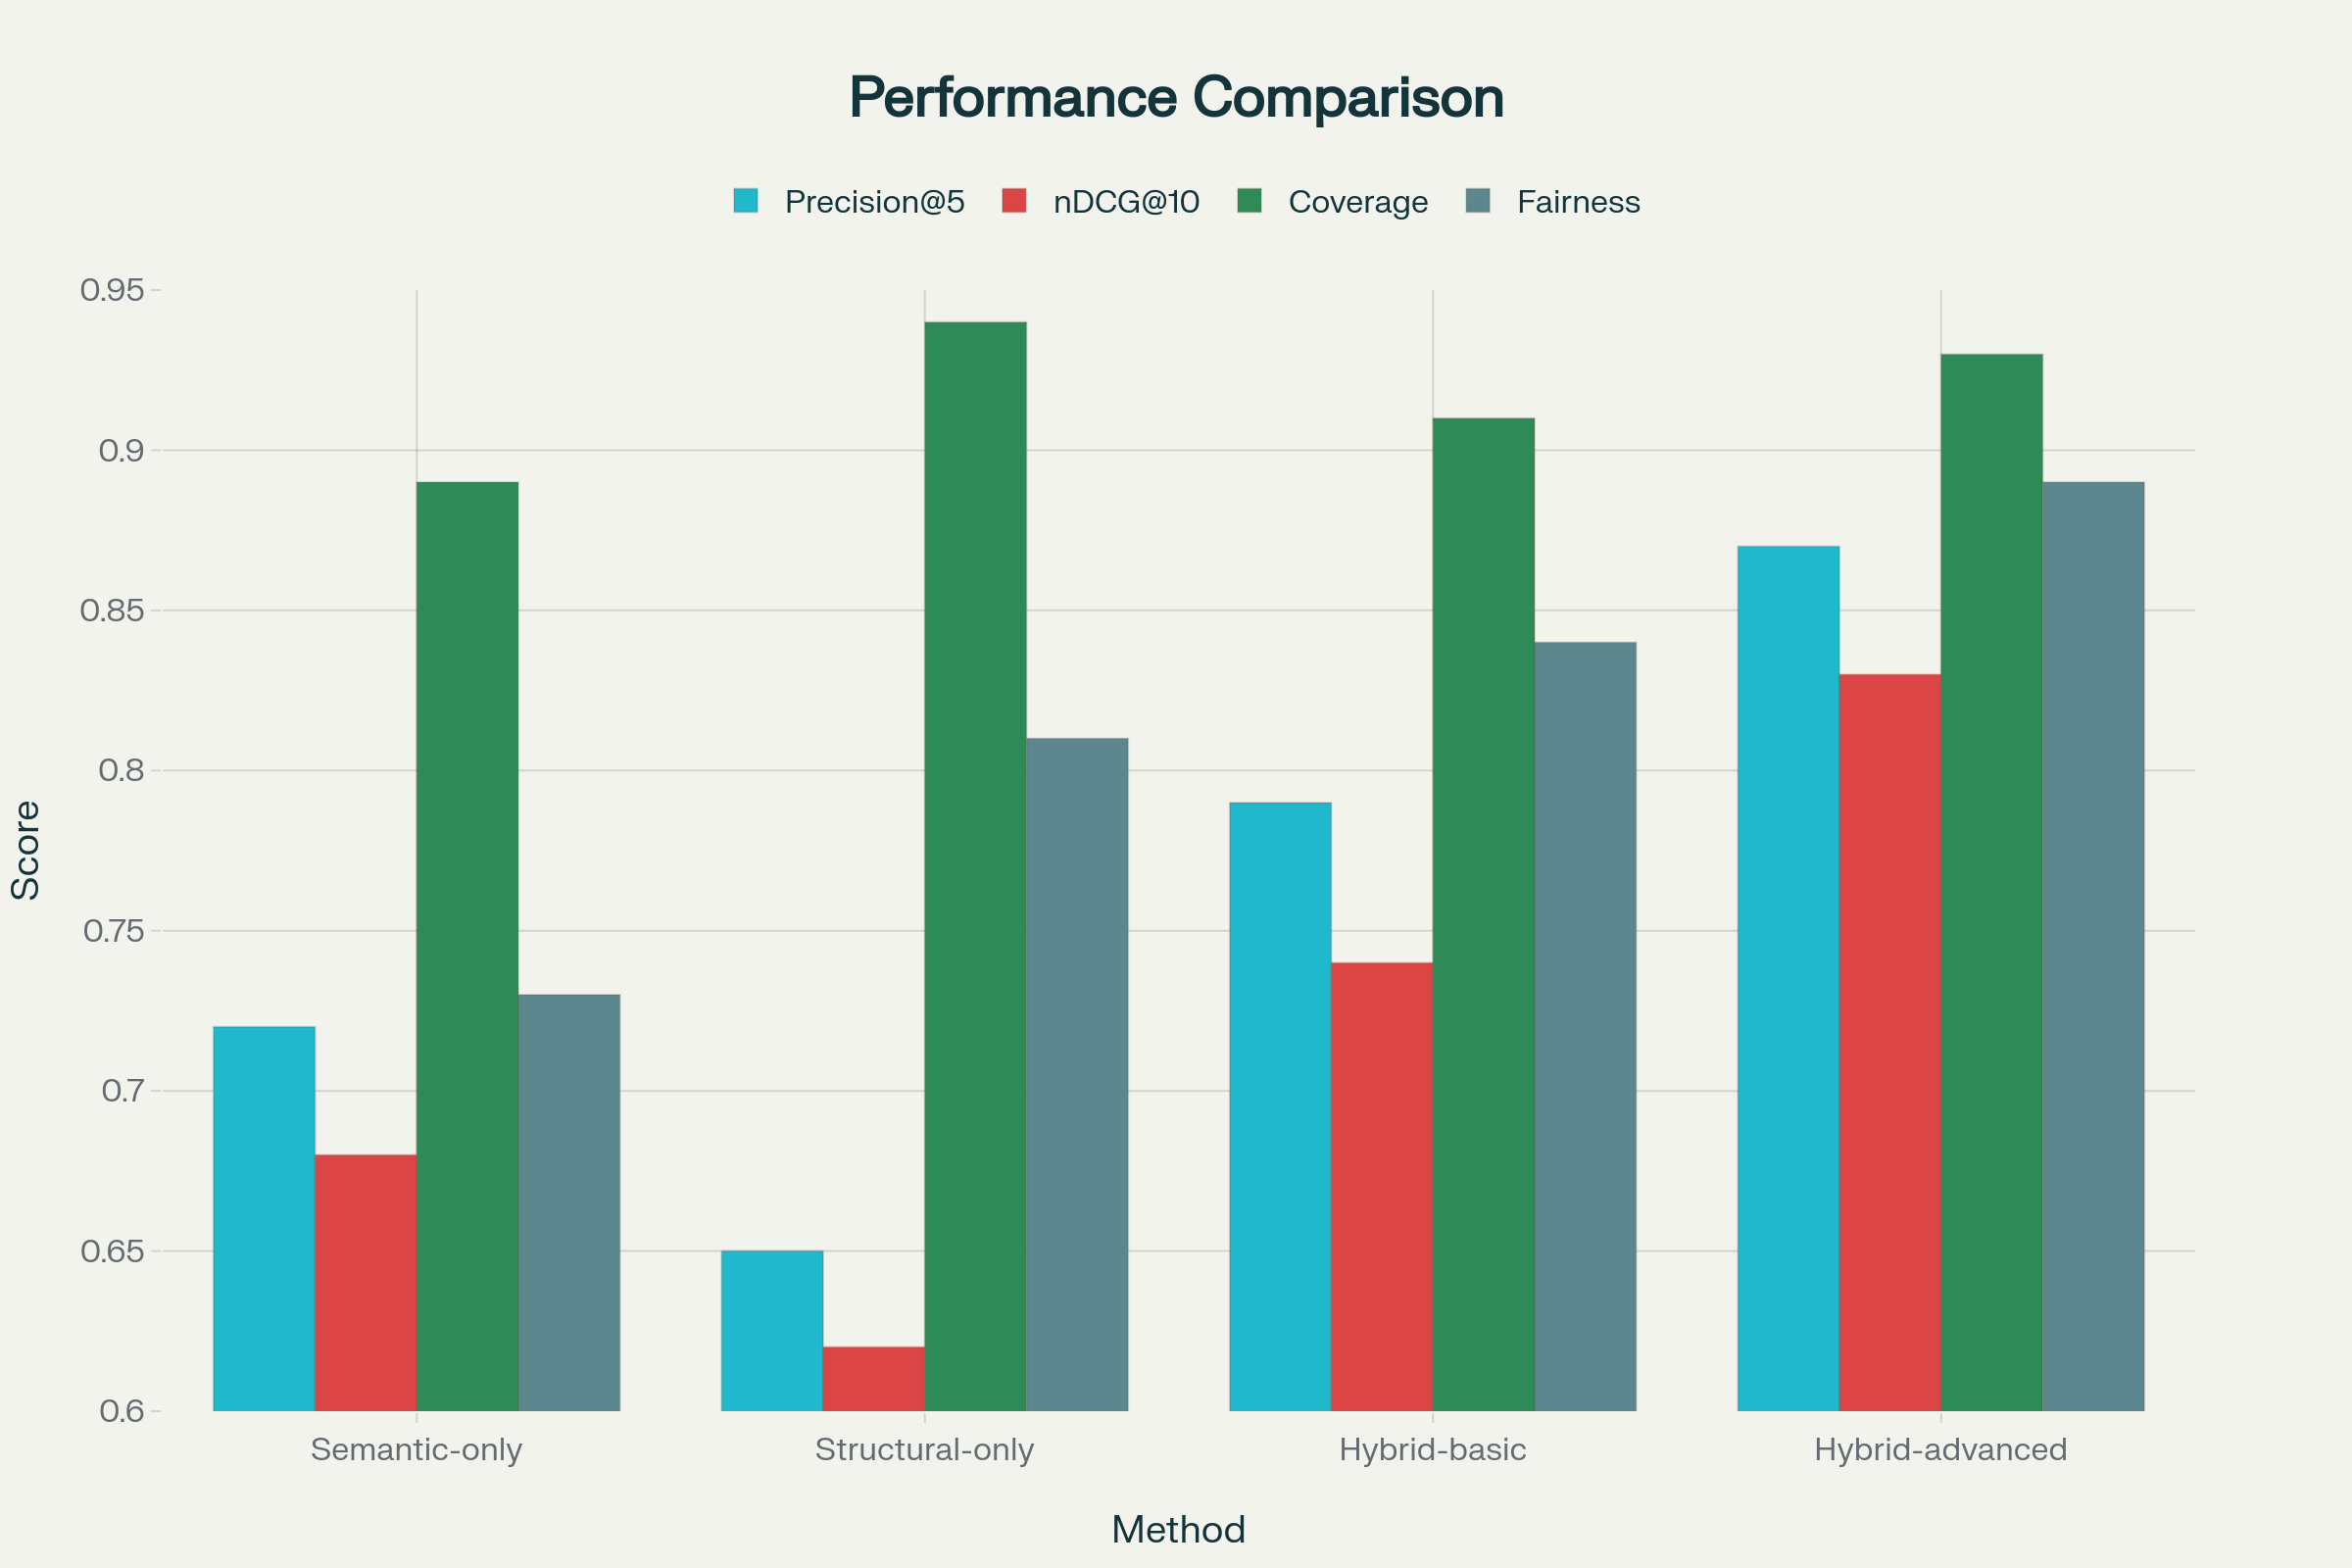 Performance Comparison
Precision@5 nDCG@10 Coverage Fairness
0.95
0.9
0.85
0.8
0.75
0.7
0.65
0.6
Score
Semantic-only Structural-only Hybrid-basic Hybrid-advanced
Method